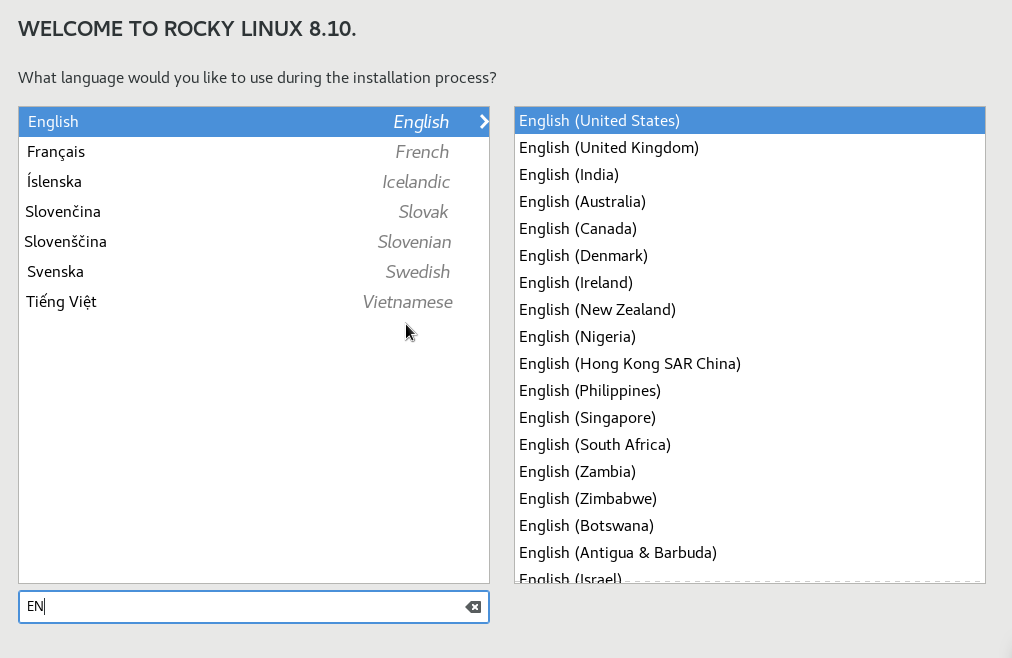 WELCOME TO ROCKY LINUX 8.10.
What language would you like to use during the installation process?
English English
Français French
Íslenska Icelandic
Slovenčina Slovak
Slovenščina Slovenian
Svenska Swedish
Tiếng Việt Vietnamese
EN
English (United States)
English (United Kingdom)
English (India)
English (Australia)
English (Canada)
English (Denmark)
English (Ireland)
English (New Zealand)
English (Nigeria)
English (Hong Kong SAR China)
English (Philippines)
English (Singapore)
English (South Africa)
English (Zambia)
English (Zimbabwe)
English (Botswana)
English (Antigua & Barbuda)
English (Israel)